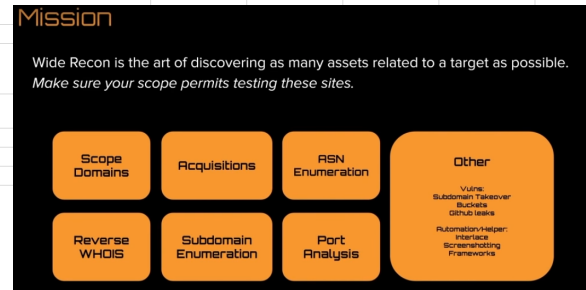 Mission
Wide Recon is the art of discovering as many assets related to a target as possible.
Make sure your scope permits testing these sites.
Scope
Domains
Acquisitions
ASN
Enumeration
Other
Vulns:
Subdomain Takeover
Buckets
Github leaks
Automation/Helper:
Interlace
Screenshotting
Frameworks
Reverse
WHOIS
Subdomain
Enumeration
Port
Analysis